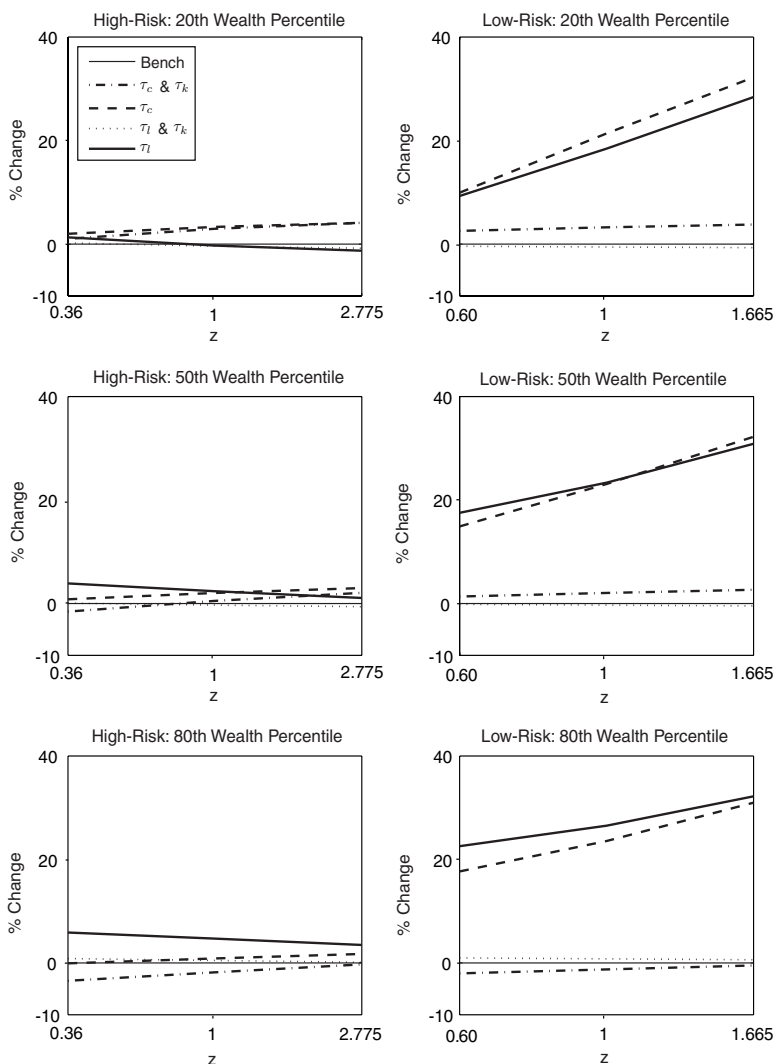 High-Risk: 20th Wealth Percentile
40
20
0
-10
% Change
Bench
τc & τk
τc
τl & τk
τl
0.36
1
2.775
z
Low-Risk: 20th Wealth Percentile
40
20
0
-10
% Change
0.60
1
1.665
z
High-Risk: 50th Wealth Percentile
40
20
0
-10
% Change
0.36
1
2.775
z
Low-Risk: 50th Wealth Percentile
40
20
0
-10
% Change
0.60
1
1.665
z
High-Risk: 80th Wealth Percentile
40
20
0
-10
% Change
0.36
1
2.775
z
Low-Risk: 80th Wealth Percentile
40
20
0
-10
% Change
0.60
1
1.665
z